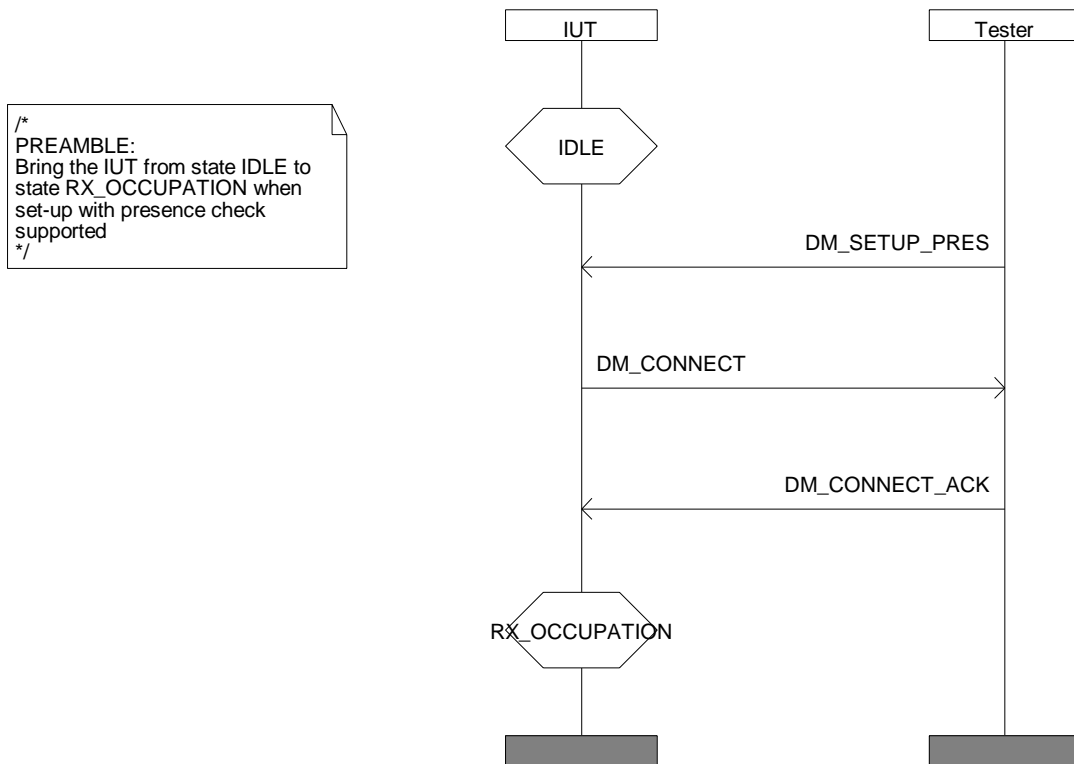 IUT
Tester
/*
PREAMBLE:
Bring the IUT from state IDLE to
state RX_OCCUPATION when
set-up with presence check
supported
*/
IDLE
DM_SETUP_PRES
DM_CONNECT
DM_CONNECT_ACK
RX_OCCUPATION